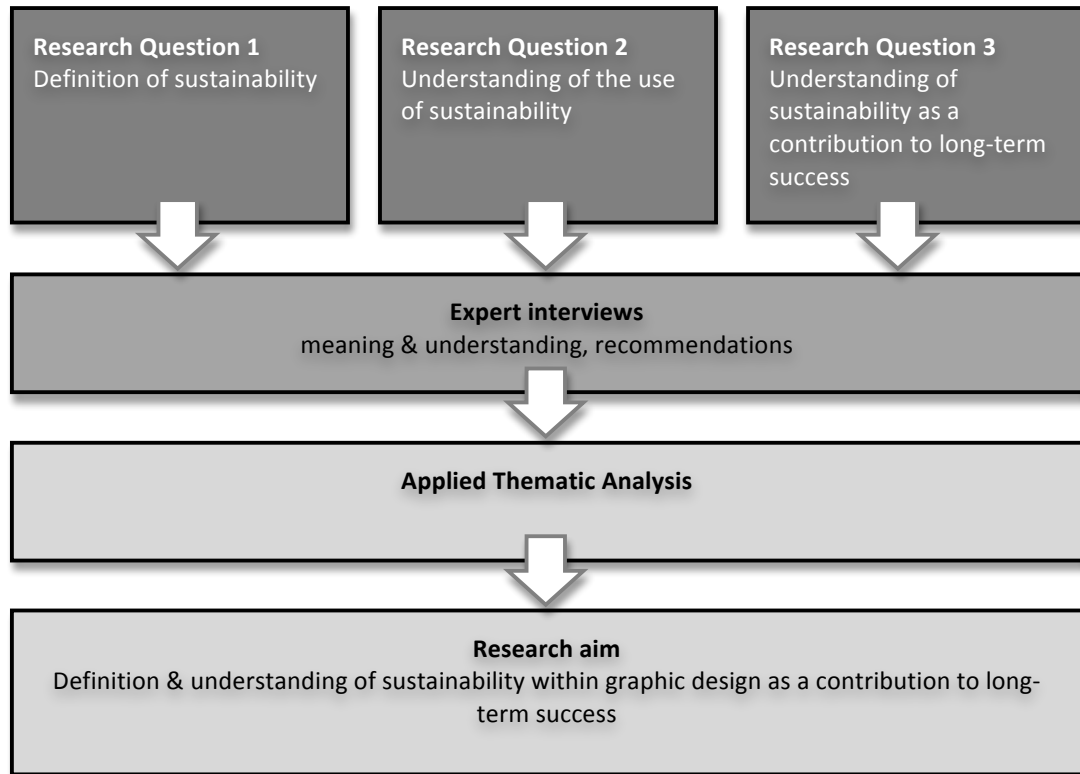 Research Question 1
Definition of sustainability
Research Question 2
Understanding of the use
of sustainability
Research Question 3
Understanding of
sustainability as a
contribution to long-term
success
Expert interviews
meaning & understanding, recommendations
Applied Thematic Analysis
Research aim
Definition & understanding of sustainability within graphic design as a contribution to long-
term success